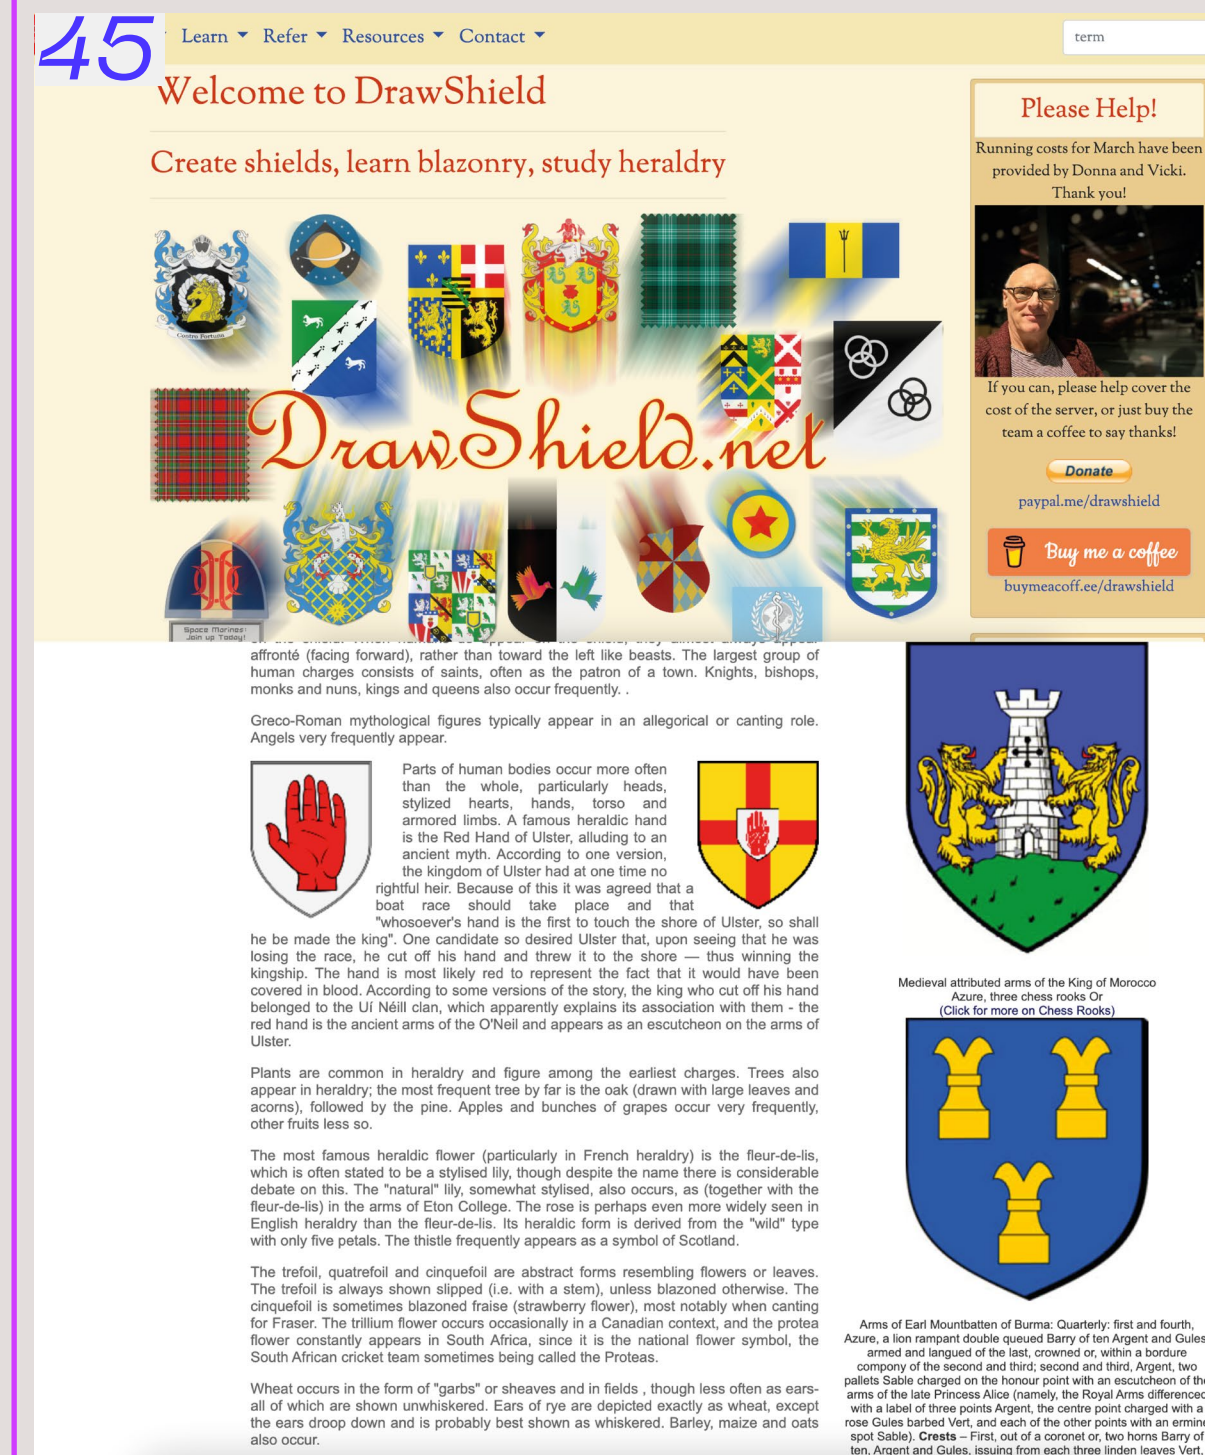 45
Learn Refer Resources Contact
term
Welcome to DrawShield
Create shields, learn blazonry, study heraldry
Contra Fortuna
DrawShield.net
Space Marines:
Join up Today!
Please Help!
Running costs for March have been
provided by Donna and Vicki.
Thank you!
If you can, please help cover the
cost of the server, or just buy the
team a coffee to say thanks!
Donate
paypal.me/drawshield
Buy me a coffee
buymeacoff.ee/drawshield
affronté (facing forward), rather than toward the left like beasts. The largest group of
human charges consists of saints, often as the patron of a town. Knights, bishops,
monks and nuns, kings and queens also occur frequently. .
Greco-Roman mythological figures typically appear in an allegorical or canting role.
Angels very frequently appear.
Parts of human bodies occur more often
than the whole, particularly heads,
stylized hearts, hands, torso and
armored limbs. A famous heraldic hand
is the Red Hand of Ulster, alluding to an
ancient myth. According to one version,
the kingdom of Ulster had at one time no
rightful heir. Because of this it was agreed that a
boat race should take place and that
"whosoever's hand is the first to touch the shore of Ulster, so shall
he be made the king". One candidate so desired Ulster that, upon seeing that he was
losing the race, he cut off his hand and threw it to the shore — thus winning the
kingship. The hand is most likely red to represent the fact that it would have been
covered in blood. According to some versions of the story, the king who cut off his hand
belonged to the Uí Néill clan, which apparently explains its association with them - the
red hand is the ancient arms of the O'Neil and appears as an escutcheon on the arms of
Ulster.
Plants are common in heraldry and figure among the earliest charges. Trees also
appear in heraldry; the most frequent tree by far is the oak (drawn with large leaves and
acorns), followed by the pine. Apples and bunches of grapes occur very frequently,
other fruits less so.
The most famous heraldic flower (particularly in French heraldry) is the fleur-de-lis,
which is often stated to be a stylised lily, though despite the name there is considerable
debate on this. The "natural" lily, somewhat stylised, also occurs, as (together with the
fleur-de-lis) in the arms of Eton College. The rose is perhaps even more widely seen in
English heraldry than the fleur-de-lis. Its heraldic form is derived from the "wild" type
with only five petals. The thistle frequently appears as a symbol of Scotland.
The trefoil, quatrefoil and cinquefoil are abstract forms resembling flowers or leaves.
The trefoil is always shown slipped (i.e. with a stem), unless blazoned otherwise. The
cinquefoil is sometimes blazoned fraise (strawberry flower), most notably when canting
for Fraser. The trillium flower occurs occasionally in a Canadian context, and the protea
flower constantly appears in South Africa, since it is the national flower symbol, the
South African cricket team sometimes being called the Proteas.
Wheat occurs in the form of "garbs" or sheaves and in fields , though less often as ears-
all of which are shown unwhiskered. Ears of rye are depicted exactly as wheat, except
the ears droop down and is probably best shown as whiskered. Barley, maize and oats
also occur.
Medieval attributed arms of the King of Morocco
Azure, three chess rooks Or
(Click for more on Chess Rooks)
Arms of Earl Mountbatten of Burma: Quarterly: first and fourth,
Azure, a lion rampant double queued Barry of ten Argent and Gules
armed and langued of the last, crowned or, within a bordure
compony of the second and third; second and third, Argent, two
pallets Sable charged on the honour point with an escutcheon of the
arms of the late Princess Alice (namely, the Royal Arms differenced
with a label of three points Argent, the centre point charged with a
rose Gules barbed Vert, and each of the other points with an ermine
spot Sable). Crests – First, out of a coronet or, two horns Barry of
ten, Argent and Gules, issuing from each three linden leaves Vert,